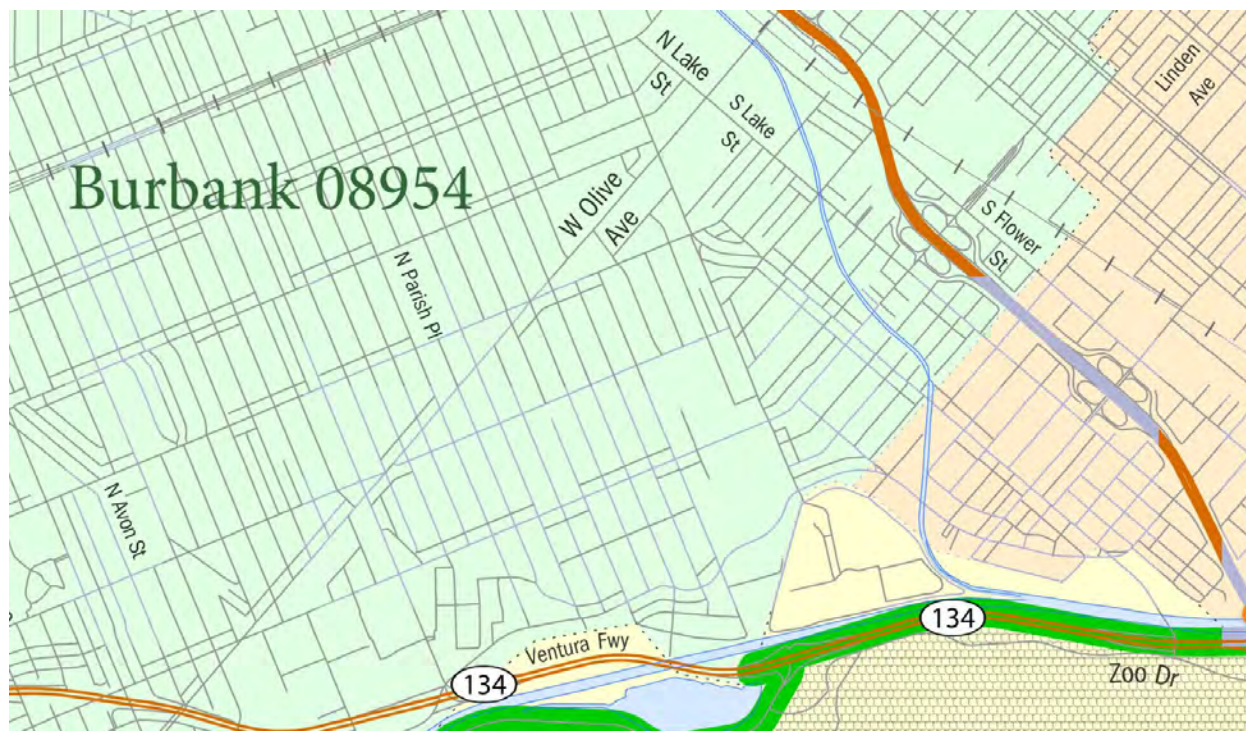 N Lake
St
S Lake
St
Linden
Ave
Burbank 08954
W Olive
Ave
S Flower
St
N Parish Pl
N Avon St
134
Ventura Fwy
134
Zoo Dr